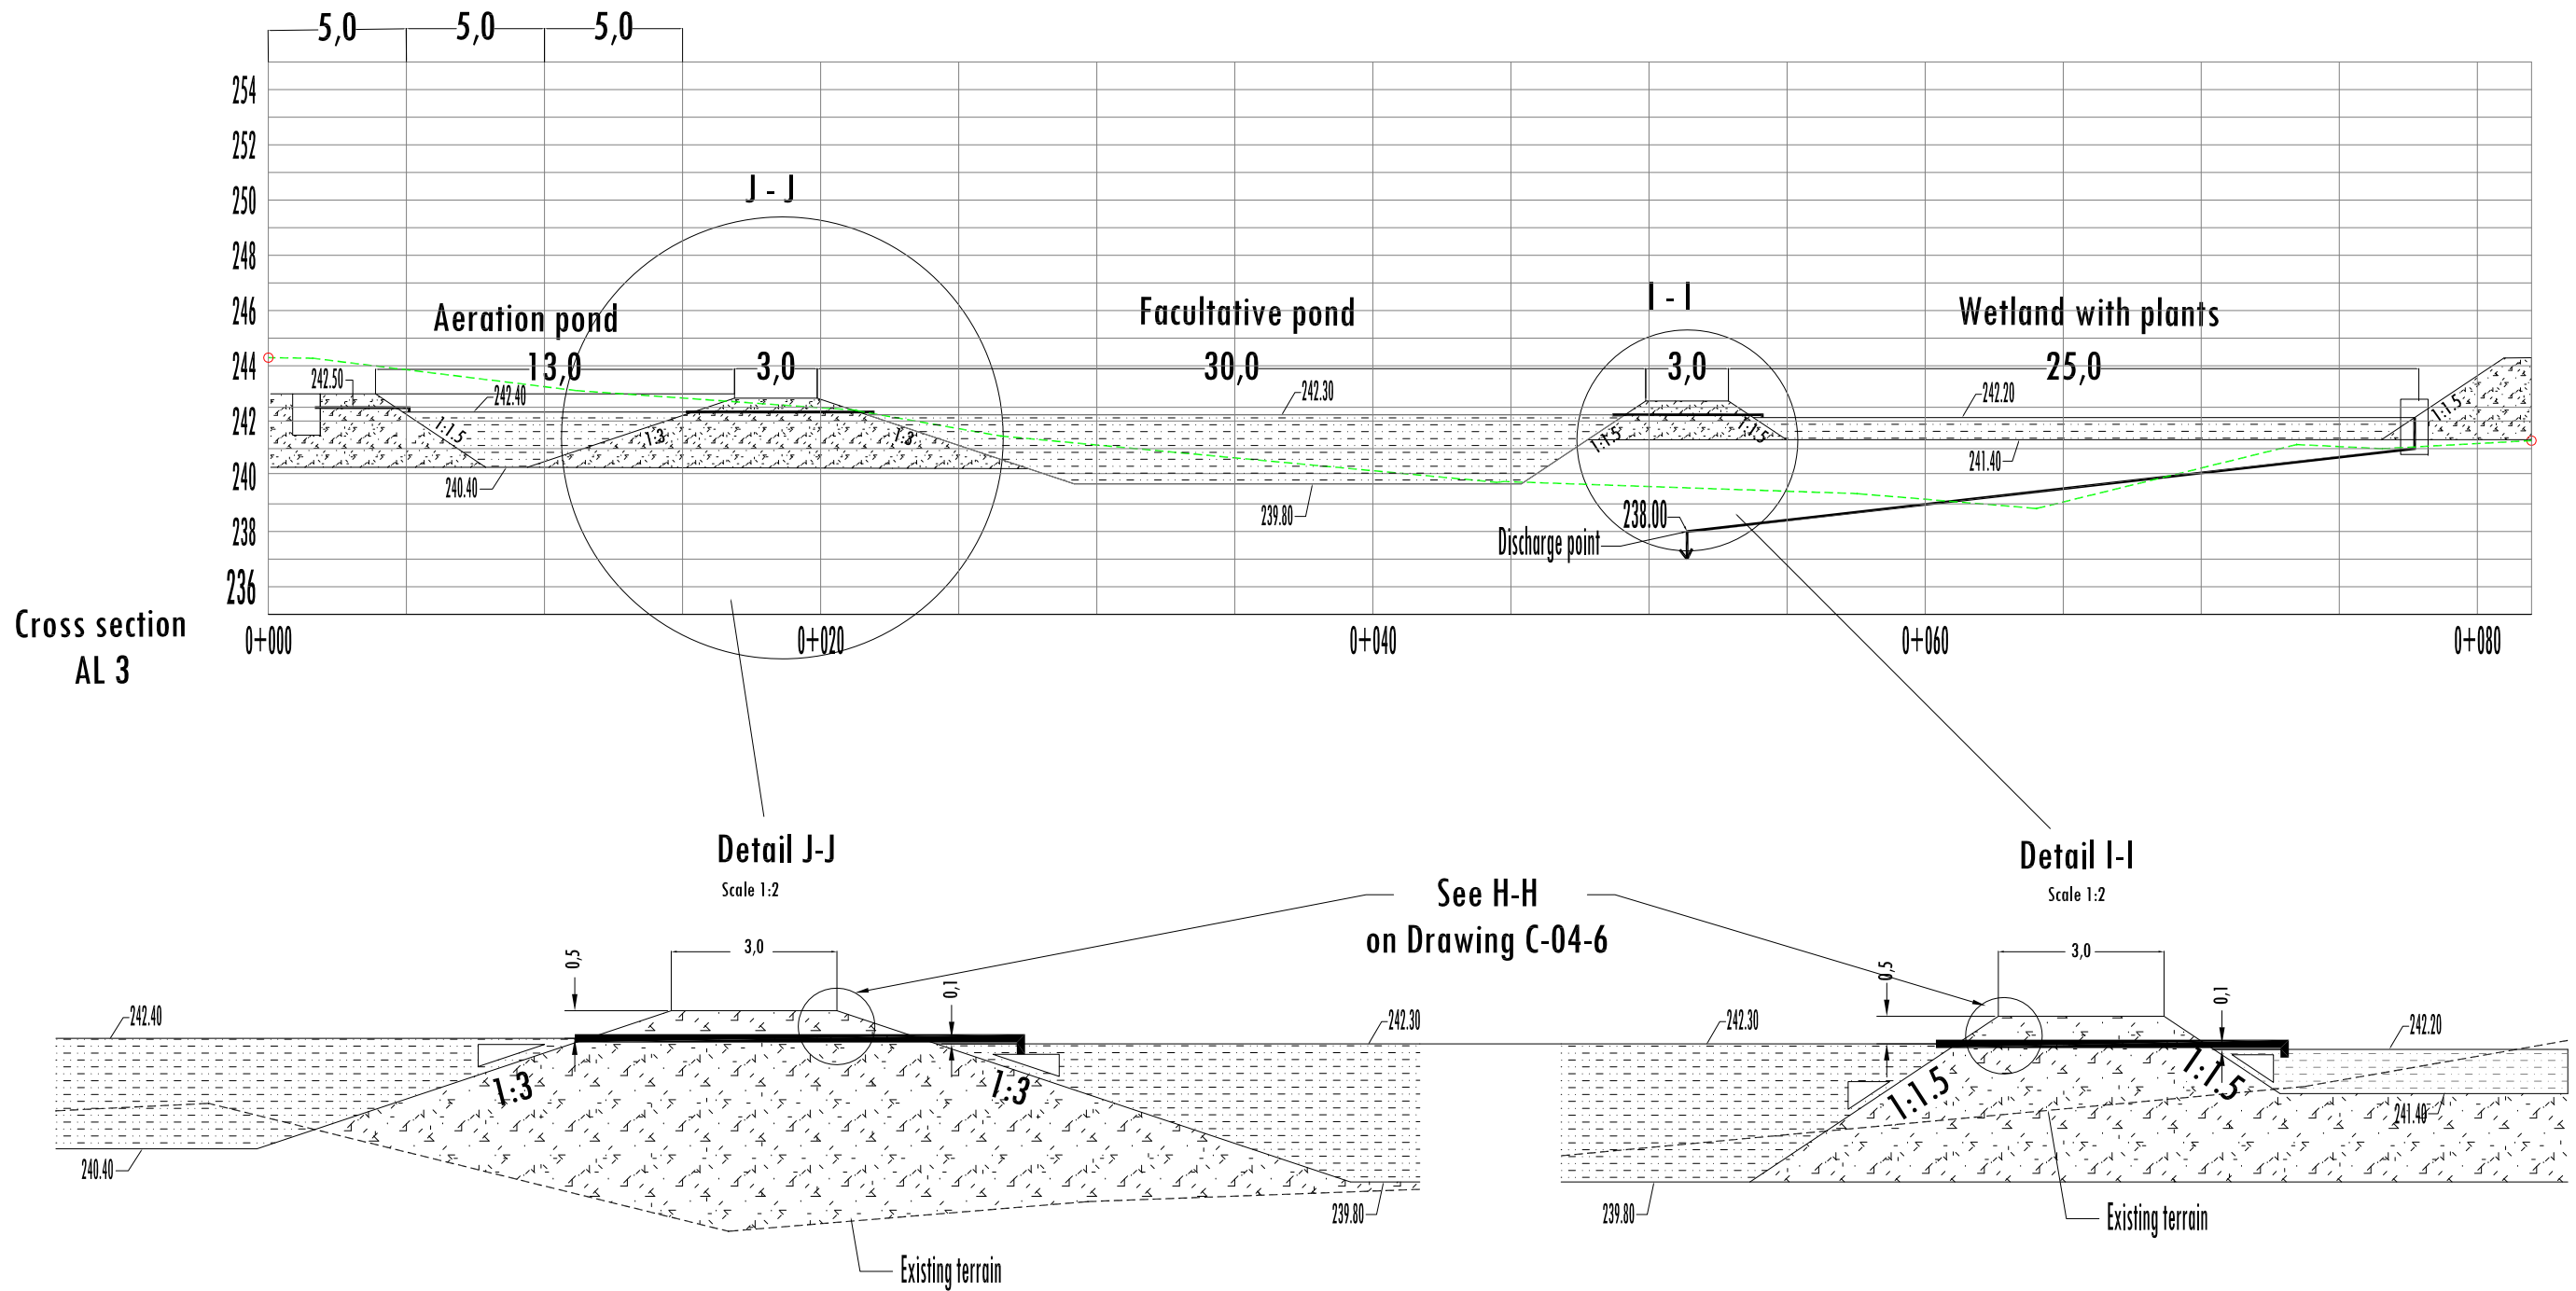 5,0 5,0 5,0
254
252
250
248
246
244
242
240
238
236
J - J
I - I
Aeration pond
Facultative pond
Wetland with plants
13,0 3,0 30,0 3,0 25,0
242.50
242.40
242.30
242.20
1:1.5
1:3
1:3
1:1.5
1:1.5
1:1.5
240.40
239.80
241.40
238.00
Discharge point
Cross section
AL 3
0+000 0+020 0+040 0+060 0+080
Detail J-J
Scale 1:2
Detail I-I
Scale 1:2
See H-H
on Drawing C-04-6
0,5
3,0
0,1
242.40
242.30
1:3
1:3
240.40
239.80
Existing terrain
0,5
3,0
0,1
242.30
242.20
1:1.5
1:1.5
241.40
239.80
Existing terrain